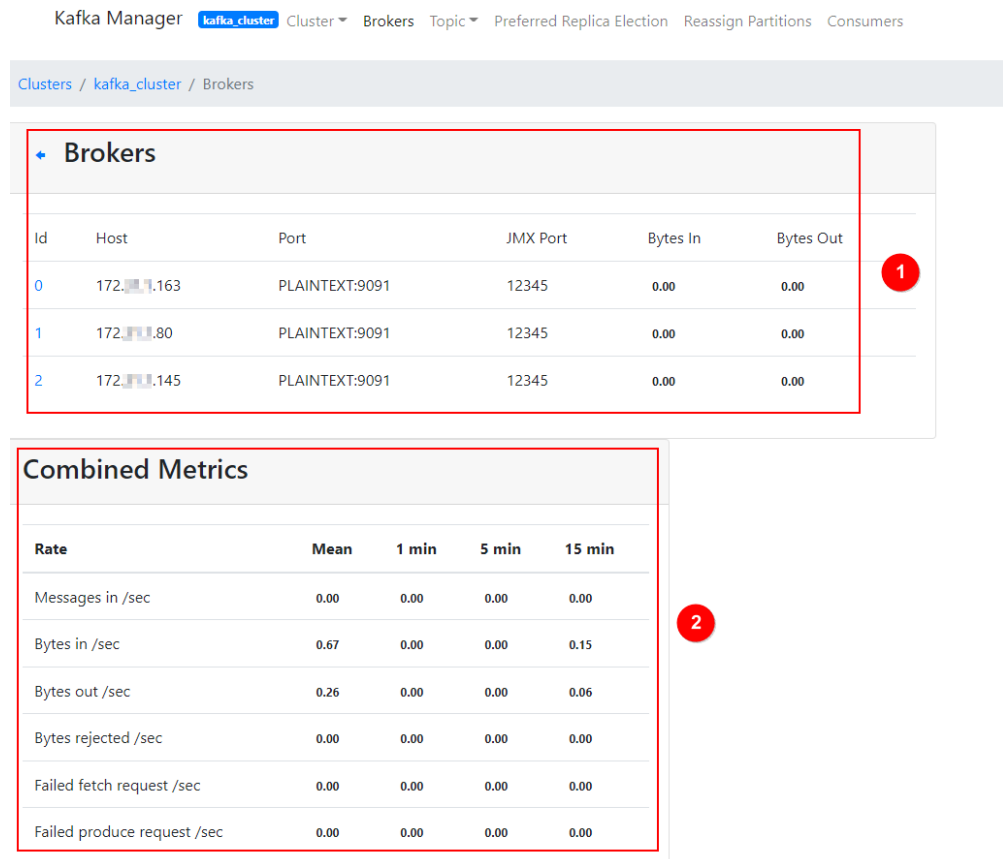 Kafka Manager kafka_cluster Cluster Brokers Topic Preferred Replica Election Reassign Partitions Consumers
Clusters / kafka_cluster / Brokers
Brokers
Id Host Port JMX Port Bytes In Bytes Out
0 172. .163 PLAINTEXT:9091 12345 0.00 0.00
1
1 172. .80 PLAINTEXT:9091 12345 0.00 0.00
2 172. .145 PLAINTEXT:9091 12345 0.00 0.00
Combined Metrics
Rate Mean 1 min 5 min 15 min
Messages in /sec 0.00 0.00 0.00 0.00
2
Bytes in /sec 0.67 0.00 0.00 0.15
Bytes out /sec 0.26 0.00 0.00 0.06
Bytes rejected /sec 0.00 0.00 0.00 0.00
Failed fetch request /sec 0.00 0.00 0.00 0.00
Failed produce request /sec 0.00 0.00 0.00 0.00